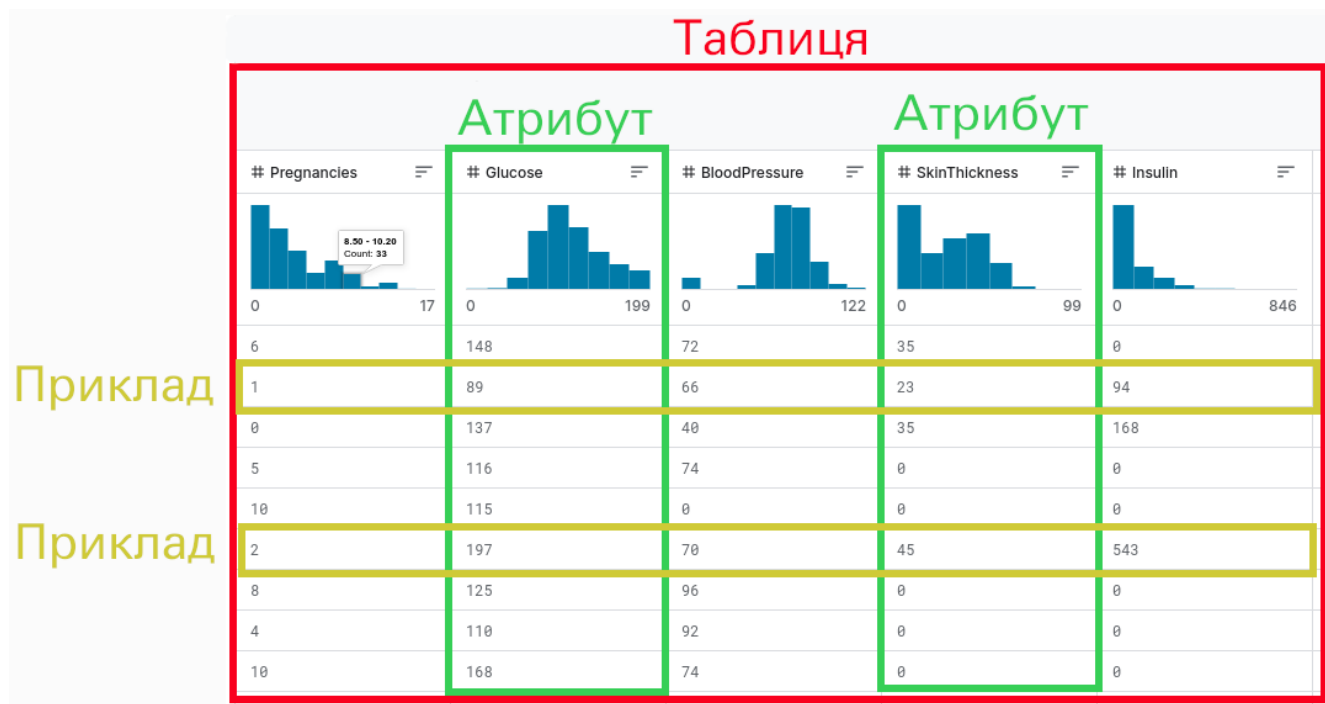 Таблиця
Атрибут Атрибут
# Pregnancies # Glucose # BloodPressure # SkinThickness # Insulin
8.50 - 10.20
Count: 33
0 17 0 199 0 122 0 99 0 846
6 148 72 35 0
Приклад 1 89 66 23 94
0 137 40 35 168
5 116 74 0 0
10 115 0 0 0
Приклад 2 197 70 45 543
8 125 96 0 0
4 110 92 0 0
10 168 74 0 0